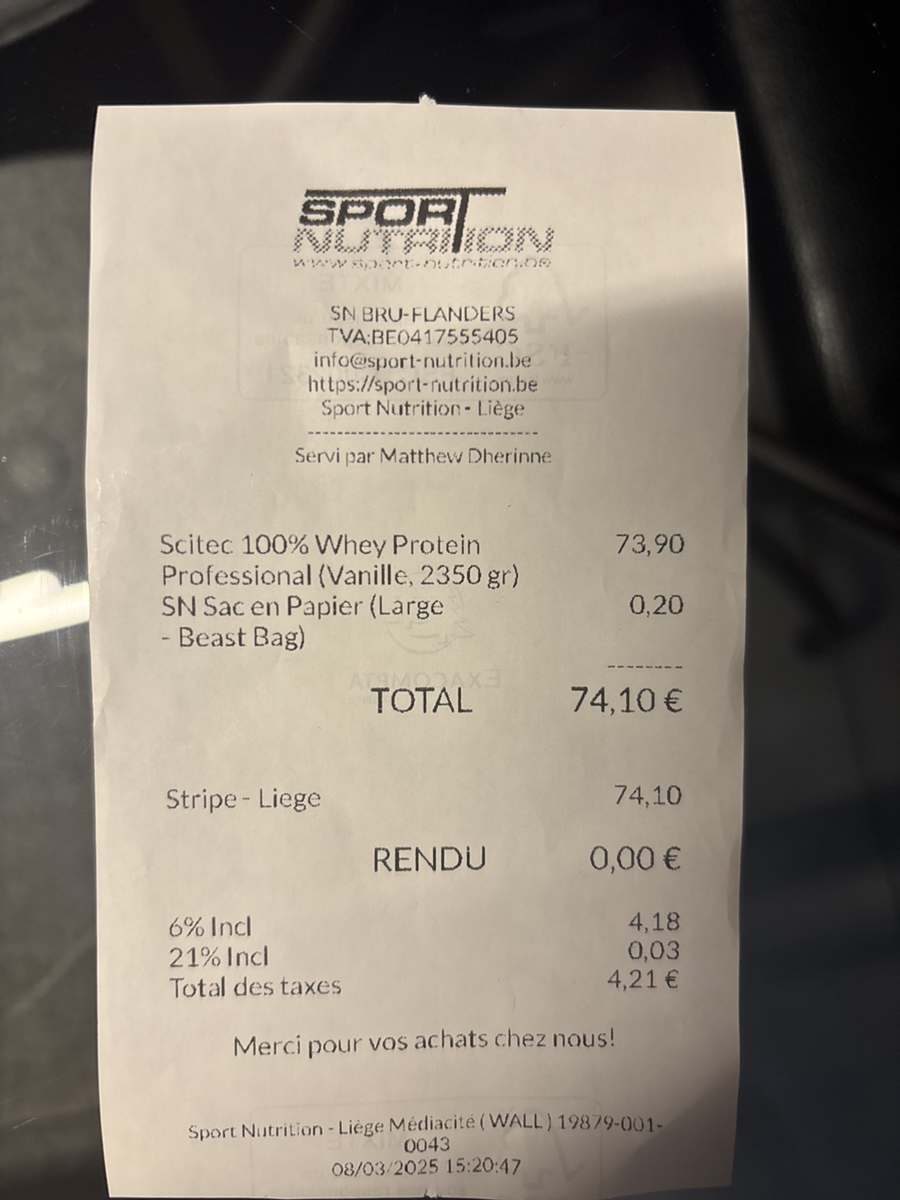 SPORT
NUTRITION
www.sport-nutrition.be
SN BRU-FLANDERS
TVA:BE0417555405
info@sport-nutrition.be
https://sport-nutrition.be
Sport Nutrition - Liège
--------------------------------
Servi par Matthew Dherinne
Scitec 100% Whey Protein 73,90
Professional (Vanille, 2350 gr)
SN Sac en Papier (Large 0,20
- Beast Bag)
--------
TOTAL 74,10 €
Stripe - Liege 74,10
RENDU 0,00 €
6% Incl 4,18
21% Incl 0,03
Total des taxes 4,21 €
Merci pour vos achats chez nous!
Sport Nutrition - Liège Médiacité (WALL) 19879-001-
0043
08/03/2025 15:20:47
MIXTE
EXACOMPTA